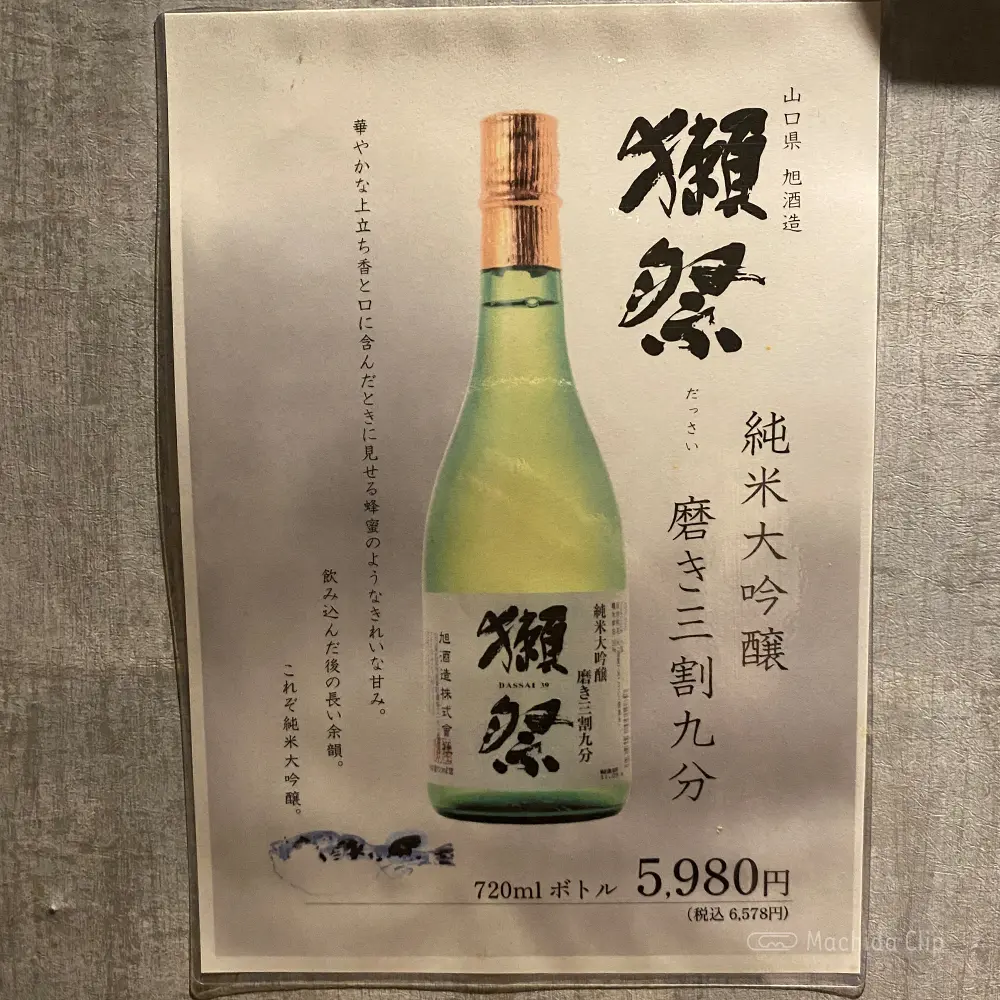 山口県 旭酒造
獺祭
だっさい
純米大吟醸
磨き三割九分
華やかな上立ち香と口に含んだときに見せる蜂蜜のようなきれいな甘み。
飲み込んだ後の長い余韻。
これぞ純米大吟醸。
純米大吟醸
磨き三割九分
獺祭
DASSAI 39
旭酒造株式會社
720ml ボトル 5,980円
(税込 6,578円)
Machida Clip